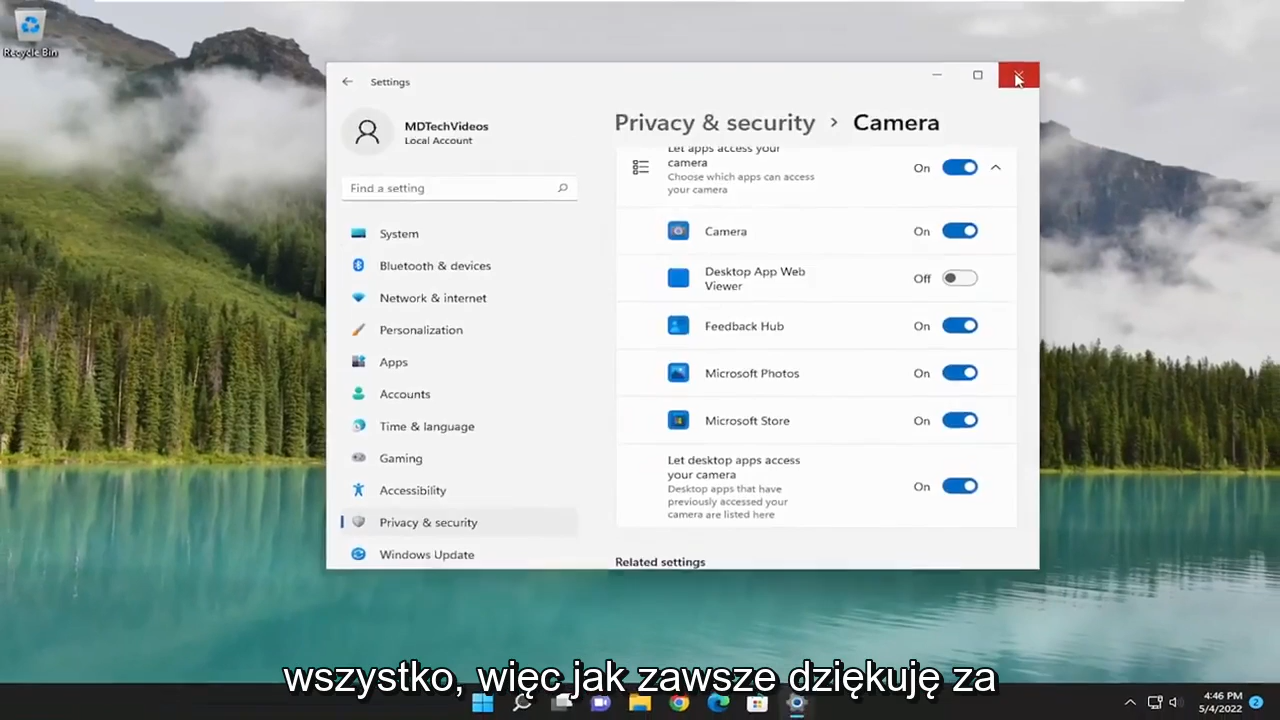 Recycle Bin
Settings
MDTechVideos
Local Account
Find a setting
System
Bluetooth & devices
Network & internet
Personalization
Apps
Accounts
Time & language
Gaming
Accessibility
Privacy & security
Windows Update
Privacy & security › Camera
Let apps access your
camera
Choose which apps can access
your camera
On
Camera
On
Desktop App Web
Viewer
Off
Feedback Hub
On
Microsoft Photos
On
Microsoft Store
On
Let desktop apps access
your camera
Desktop apps that have
previously accessed your
camera are listed here
On
Related settings
wszystko, więc jak zawsze dziękuję za
4:46 PM
5/4/2022
2